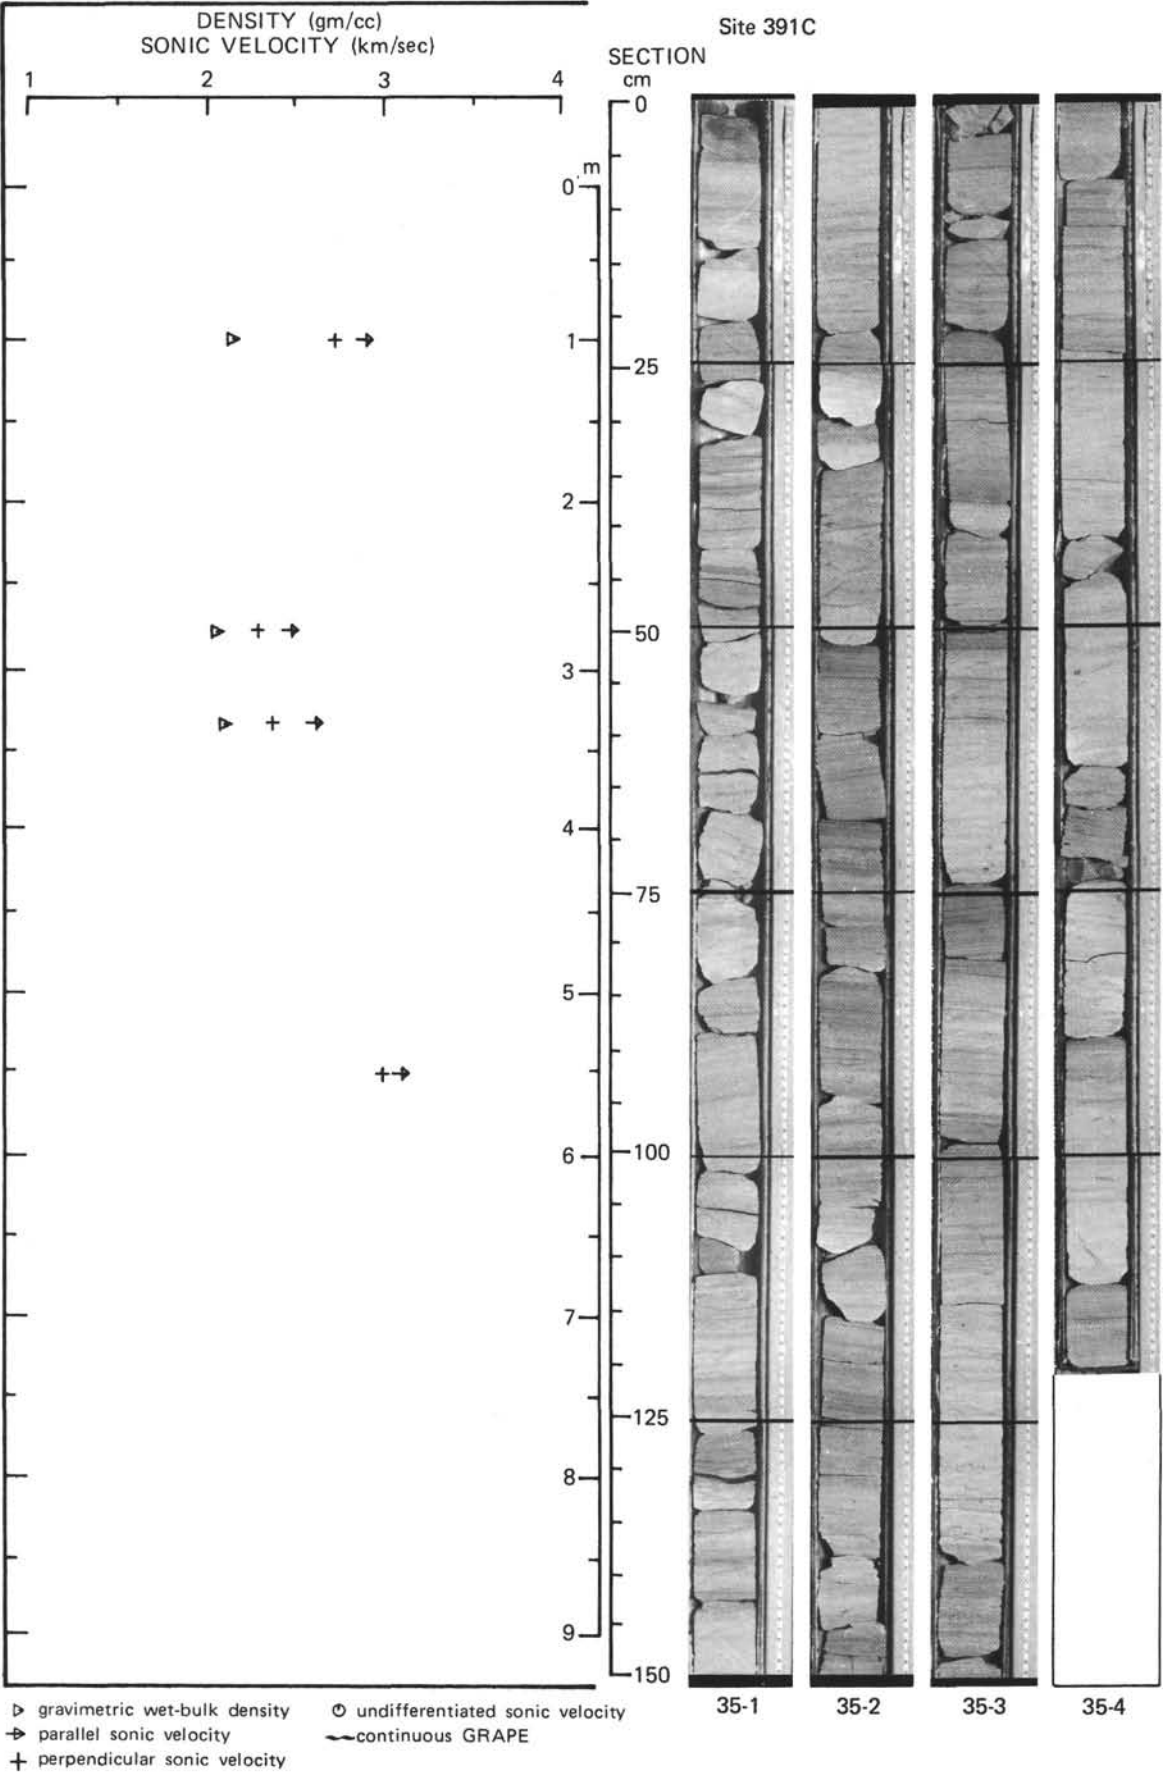 DENSITY (gm/cc)
SONIC VELOCITY (km/sec)
1 2 3 4
Site 391C
SECTION
cm
0
25
50
75
100
125
150
m
0
1
2
3
4
5
6
7
8
9
35-1 35-2 35-3 35-4
gravimetric wet-bulk density
parallel sonic velocity
perpendicular sonic velocity
undifferentiated sonic velocity
continuous GRAPE